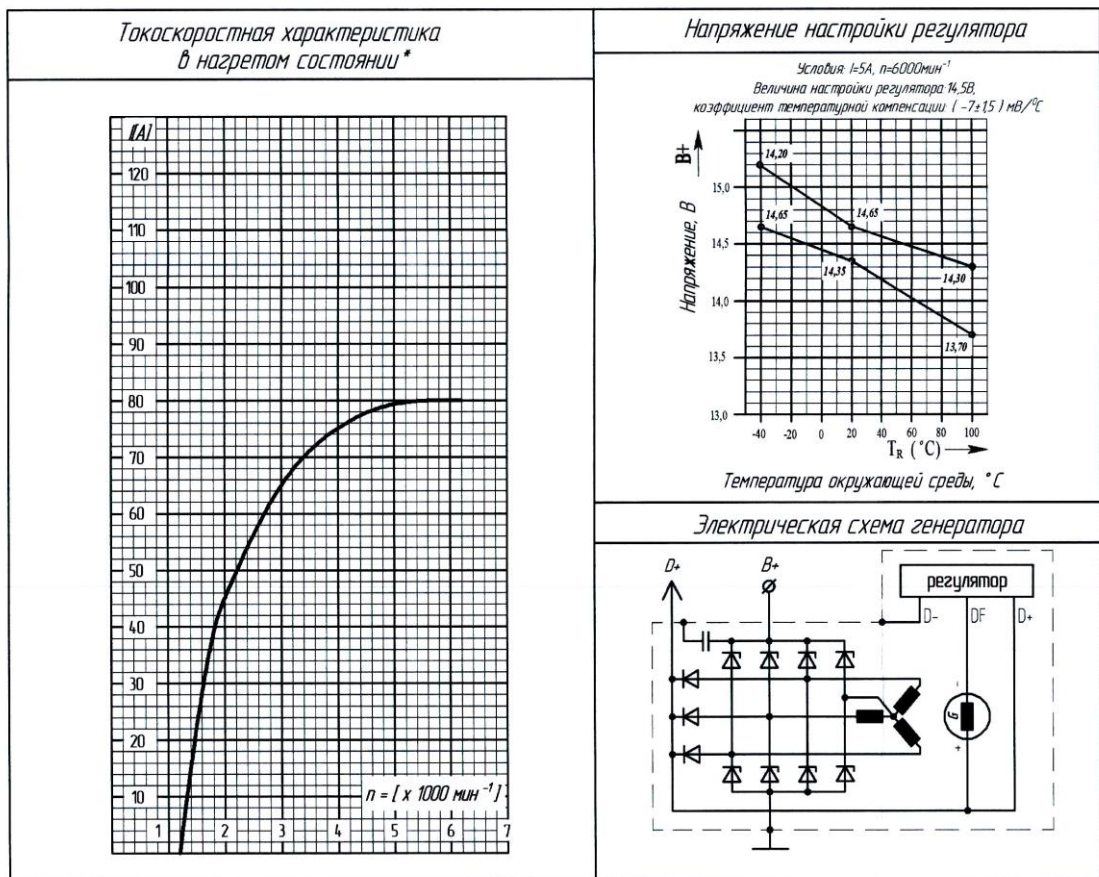 Токоскоростная характеристика
в нагретом состоянии*
I[A]
120
110
100
90
80
70
60
50
40
30
20
10
n = [ x 1000 мин⁻¹]
1 2 3 4 5 6 7
Напряжение настройки регулятора
Условия: I=5А, n=6000мин⁻¹
Величина настройки регулятора 14,5В,
коэффициент температурной компенсации: ( -7±1,5 ) мВ/°С
B+
Напряжение, В
15,0
14,5
14,0
13,5
13,0
14,20
14,65
14,65
14,35
14,30
13,70
-40 -20 0 20 40 60 80 100
TR (°C)
Температура окружающей среды, °С
Электрическая схема генератора
D+ B+
регулятор
D- DF D+
G
-
+